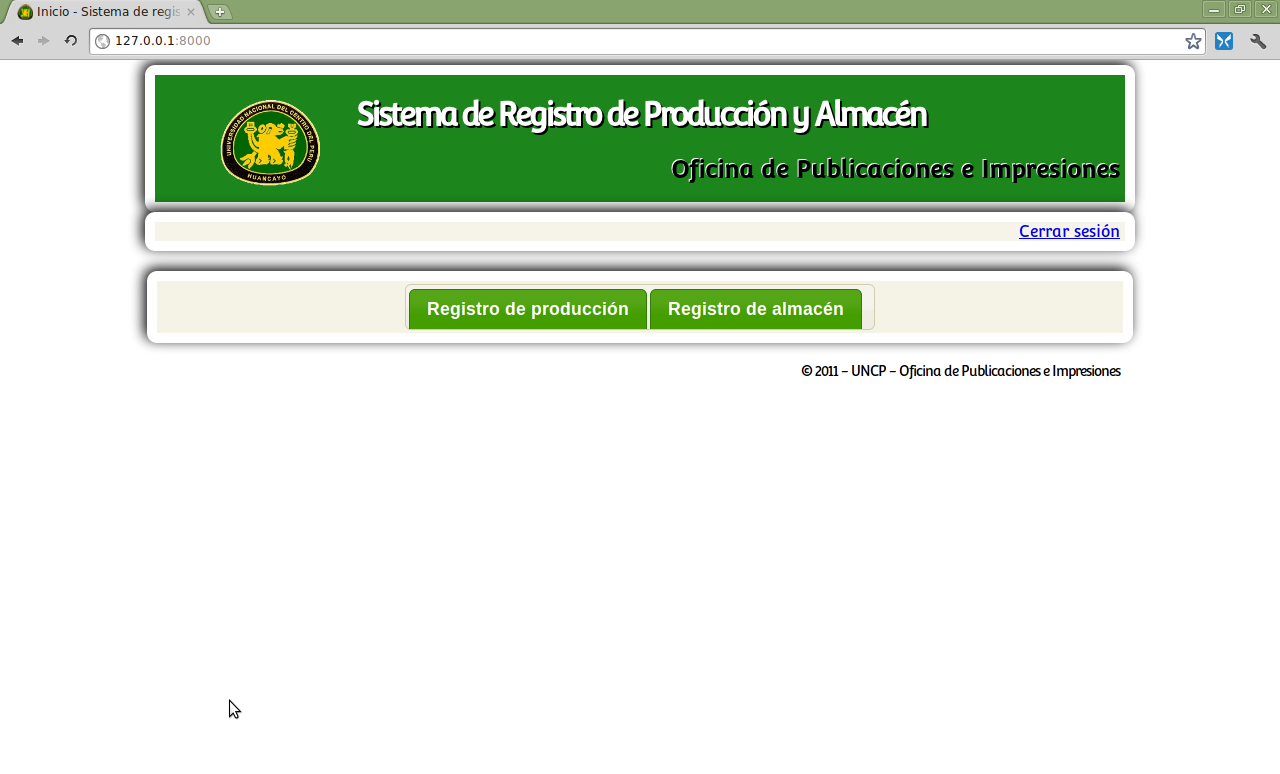 Inicio - Sistema de regis
127.0.0.1:8000
UNIVERSIDAD NACIONAL DEL CENTRO DEL PERU
HUANCAYO
Sistema de Registro de Producción y Almacén
Oficina de Publicaciones e Impresiones
Cerrar sesión
Registro de producción Registro de almacén
© 2011 – UNCP – Oficina de Publicaciones e Impresiones